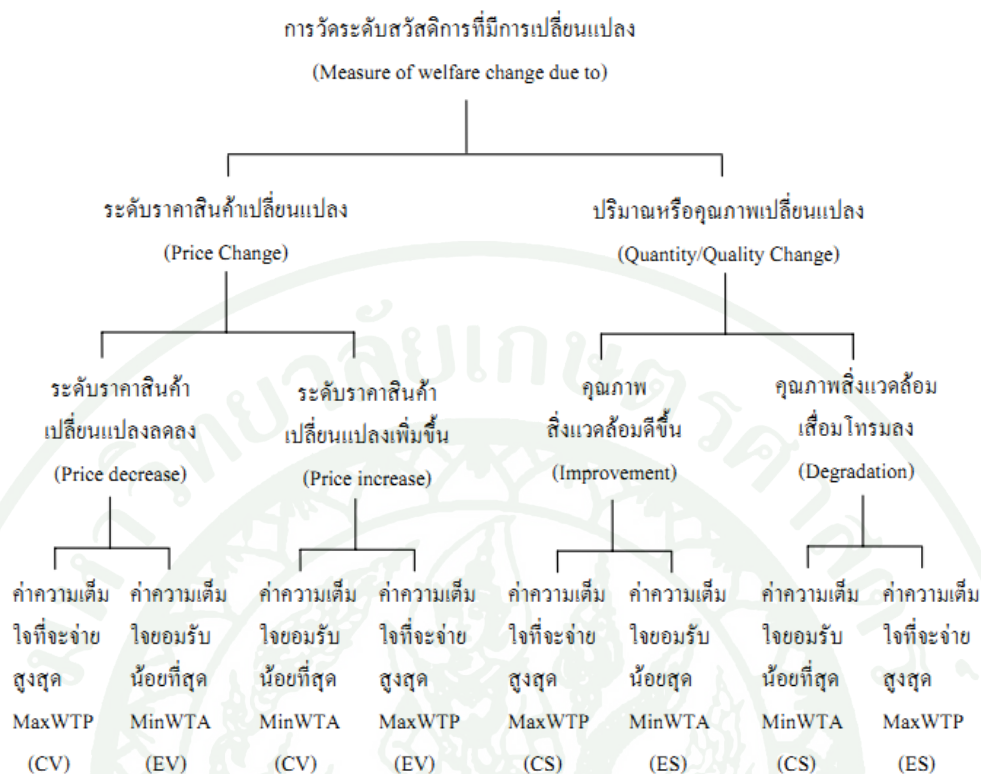 การวัดระดับสวัสดิการที่มีการเปลี่ยนแปลง
(Measure of welfare change due to)
ระดับราคาสินค้าเปลี่ยนแปลง
(Price Change)
ปริมาณหรือคุณภาพเปลี่ยนแปลง
(Quantity/Quality Change)
ระดับราคาสินค้า
เปลี่ยนแปลงลดลง
(Price decrease)
ระดับราคาสินค้า
เปลี่ยนแปลงเพิ่มขึ้น
(Price increase)
คุณภาพ
สิ่งแวดล้อมดีขึ้น
(Improvement)
คุณภาพสิ่งแวดล้อม
เสื่อมโทรมลง
(Degradation)
ค่าความเต็ม
ใจที่จะจ่าย
สูงสุด
MaxWTP
(CV)
ค่าความเต็ม
ใจยอมรับ
น้อยที่สุด
MinWTA
(EV)
ค่าความเต็ม
ใจยอมรับ
น้อยที่สุด
MinWTA
(CV)
ค่าความเต็ม
ใจที่จะจ่าย
สูงสุด
MaxWTP
(EV)
ค่าความเต็ม
ใจที่จะจ่าย
สูงสุด
MaxWTP
(CS)
ค่าความเต็ม
ใจยอมรับ
น้อยสุด
MinWTA
(ES)
ค่าความเต็ม
ใจยอมรับ
น้อยที่สุด
MinWTA
(CS)
ค่าความเต็ม
ใจที่จะจ่าย
สูงสุด
MaxWTP
(ES)
มหาวิทยาลัยเกษตรศาสตร์